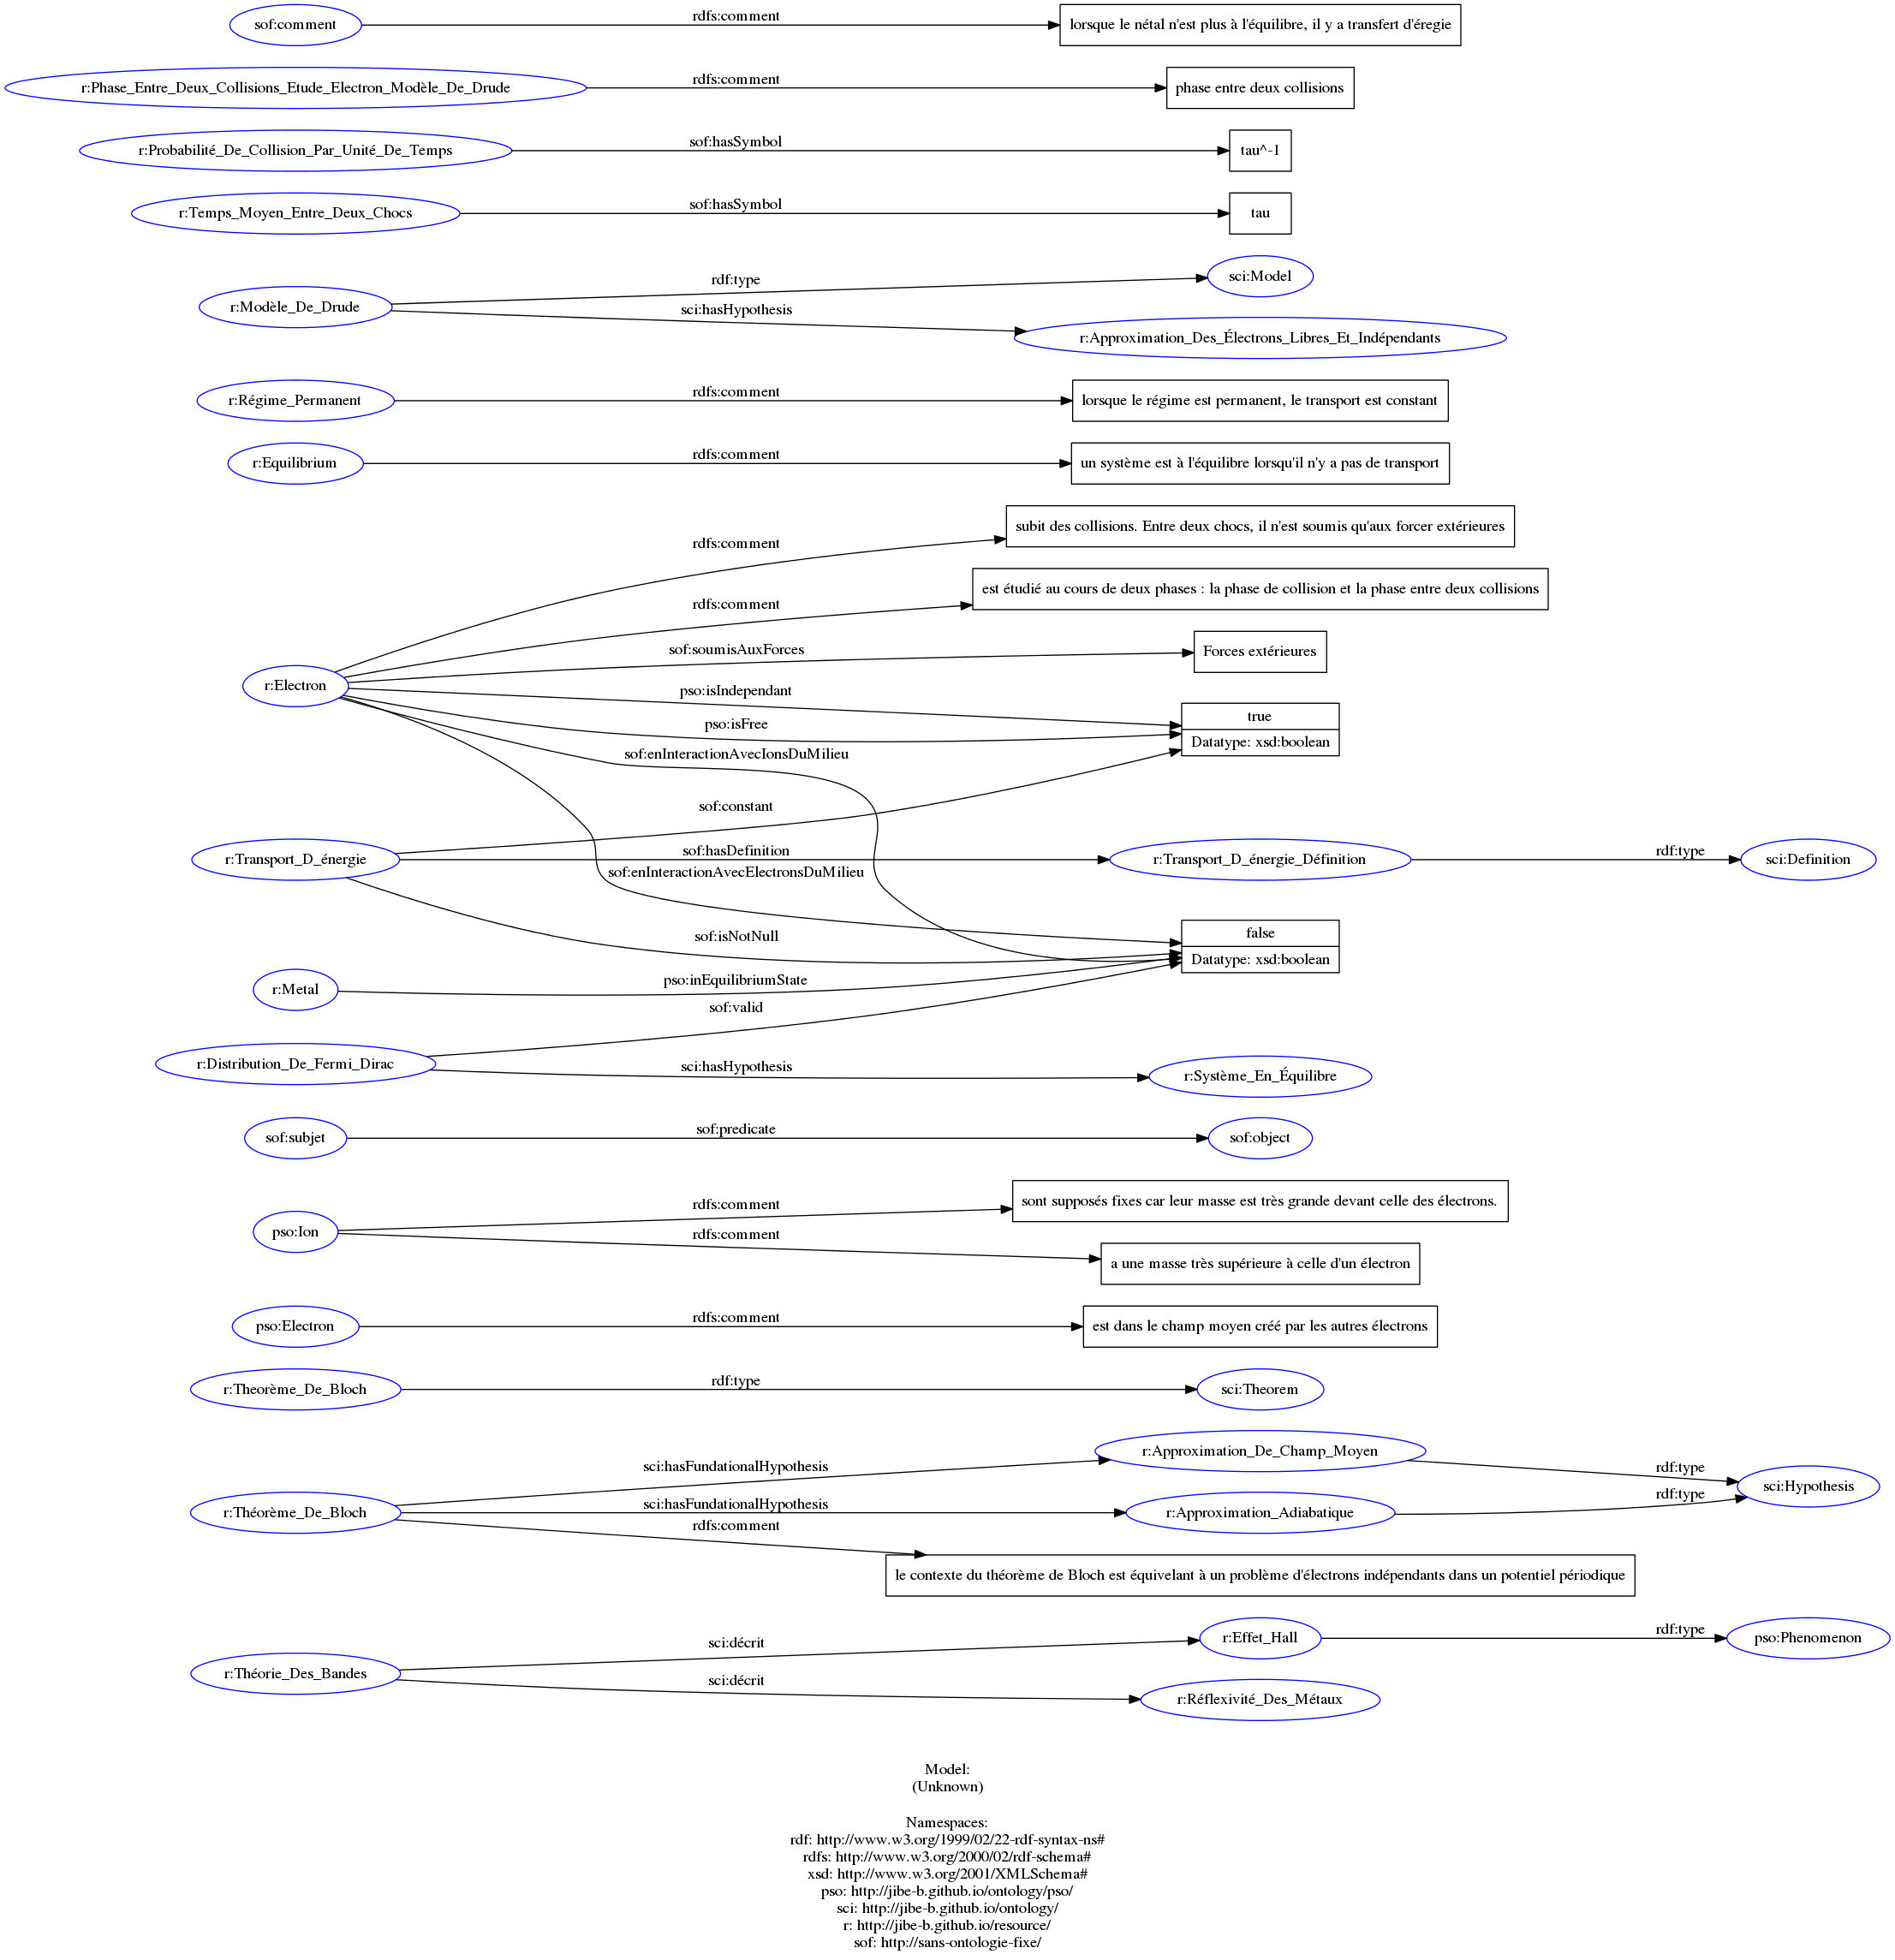 sof:comment
rdfs:comment
lorsque le nétal n'est plus à l'équilibre, il y a transfert d'éregie
r:Phase_Entre_Deux_Collisions_Etude_Electron_Modèle_De_Drude
rdfs:comment
phase entre deux collisions
r:Probabilité_De_Collision_Par_Unité_De_Temps
sof:hasSymbol
tau^-1
r:Temps_Moyen_Entre_Deux_Chocs
sof:hasSymbol
tau
r:Modèle_De_Drude
rdf:type
sci:Model
sci:hasHypothesis
r:Approximation_Des_Électrons_Libres_Et_Indépendants
r:Régime_Permanent
rdfs:comment
lorsque le régime est permanent, le transport est constant
r:Equilibrium
rdfs:comment
un système est à l'équilibre lorsqu'il n'y a pas de transport
r:Electron
rdfs:comment
subit des collisions. Entre deux chocs, il n'est soumis qu'aux forcer extérieures
rdfs:comment
est étudié au cours de deux phases : la phase de collision et la phase entre deux collisions
sof:soumisAuxForces
Forces extérieures
pso:isIndependant
pso:isFree
true
Datatype: xsd:boolean
sof:enInteractionAvecIonsDuMilieu
sof:constant
r:Transport_D_énergie
sof:hasDefinition
r:Transport_D_énergie_Définition
rdf:type
sci:Definition
sof:enInteractionAvecElectronsDuMilieu
sof:isNotNull
false
Datatype: xsd:boolean
r:Metal
pso:inEquilibriumState
sof:valid
r:Distribution_De_Fermi_Dirac
sci:hasHypothesis
r:Système_En_Équilibre
sof:subjet
sof:predicate
sof:object
pso:Ion
rdfs:comment
sont supposés fixes car leur masse est très grande devant celle des électrons.
rdfs:comment
a une masse très supérieure à celle d'un électron
pso:Electron
rdfs:comment
est dans le champ moyen créé par les autres électrons
r:Theorème_De_Bloch
rdf:type
sci:Theorem
r:Théorème_De_Bloch
sci:hasFundationalHypothesis
r:Approximation_De_Champ_Moyen
rdf:type
sci:Hypothesis
sci:hasFundationalHypothesis
r:Approximation_Adiabatique
rdf:type
rdfs:comment
le contexte du théorème de Bloch est équivelant à un problème d'électrons indépendants dans un potentiel périodique
r:Théorie_Des_Bandes
sci:décrit
r:Effet_Hall
rdf:type
pso:Phenomenon
sci:décrit
r:Réflexivité_Des_Métaux
Model:
(Unknown)
Namespaces:
rdf: http://www.w3.org/1999/02/22-rdf-syntax-ns#
rdfs: http://www.w3.org/2000/02/rdf-schema#
xsd: http://www.w3.org/2001/XMLSchema#
pso: http://jibe-b.github.io/ontology/pso/
sci: http://jibe-b.github.io/ontology/
r: http://jibe-b.github.io/resource/
sof: http://sans-ontologie-fixe/